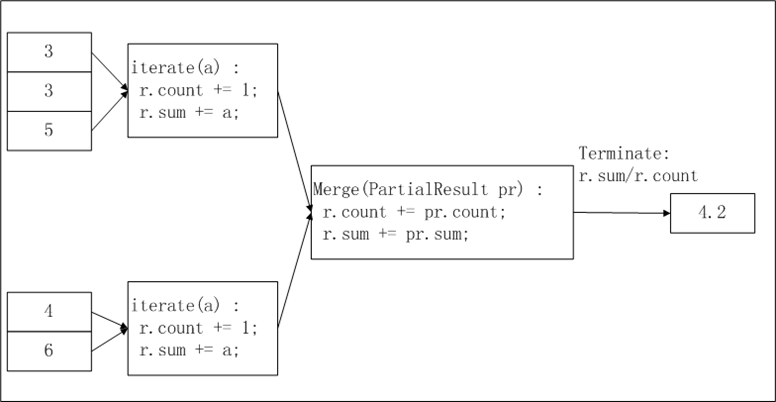 3
3
5
iterate(a) :
r.count += 1;
r.sum += a;
Merge(PartialResult pr) :
r.count += pr.count;
r.sum += pr.sum;
Terminate:
r.sum/r.count
4.2
4
6
iterate(a) :
r.count += 1;
r.sum += a;